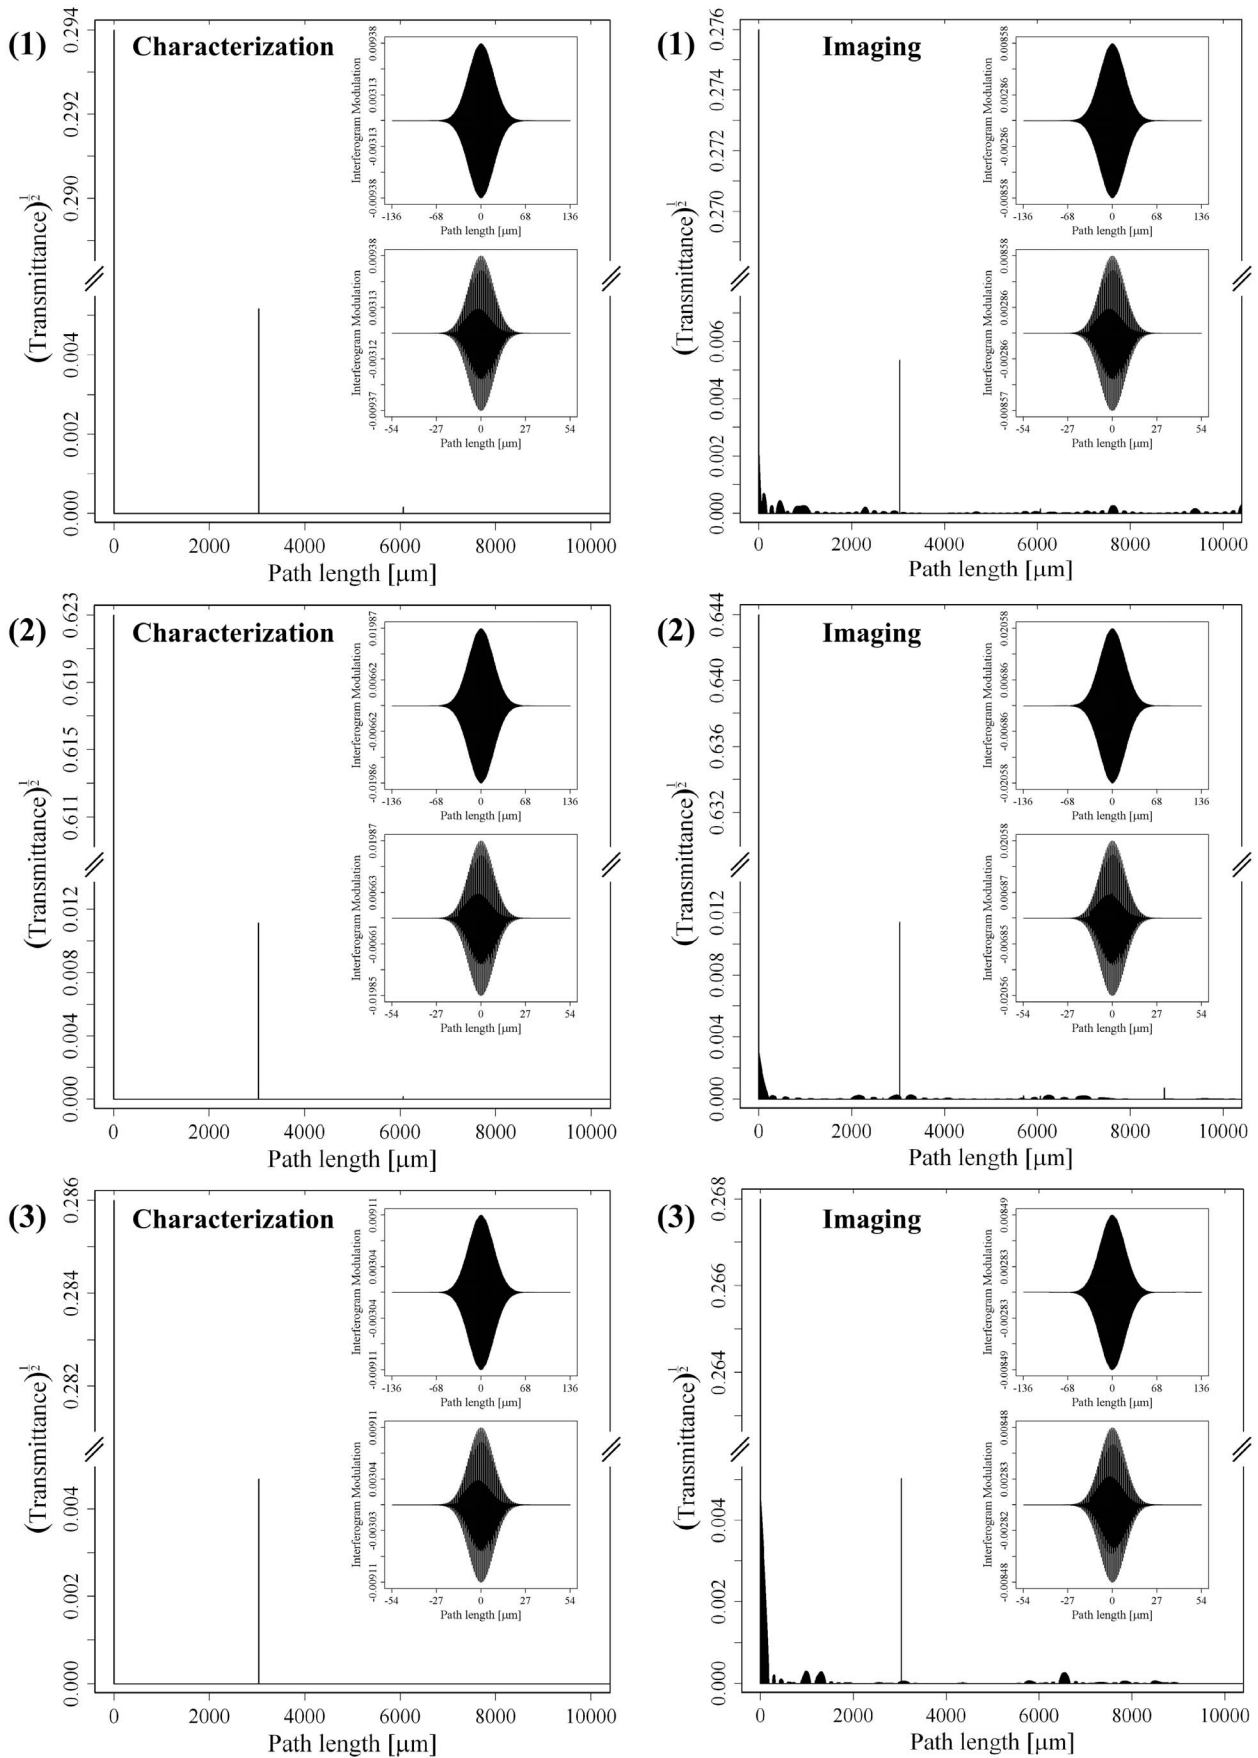 (1) Characterization
(Transmittance)^1/2
0.294
0.292
0.290
0.004
0.002
0.000
0 2000 4000 6000 8000 10000
Path length [μm]
Interferogram Modulation
0.00938
0.00313
-0.00313
-0.00938
-136 -68 0 68 136
Path length [μm]
Interferogram Modulation
0.00938
0.00313
-0.00312
-0.00937
-54 -27 0 27 54
Path length [μm]
(1) Imaging
(Transmittance)^1/2
0.276
0.274
0.272
0.270
0.006
0.004
0.002
0.000
0 2000 4000 6000 8000 10000
Path length [μm]
Interferogram Modulation
0.00858
0.00286
-0.00286
-0.00858
-136 -68 0 68 136
Path length [μm]
Interferogram Modulation
0.00858
0.00286
-0.00286
-0.00857
-54 -27 0 27 54
Path length [μm]
(2) Characterization
(Transmittance)^1/2
0.623
0.619
0.615
0.611
0.012
0.008
0.004
0.000
0 2000 4000 6000 8000 10000
Path length [μm]
Interferogram Modulation
0.01987
0.00662
-0.00662
-0.01986
-136 -68 0 68 136
Path length [μm]
Interferogram Modulation
0.01987
0.00663
-0.00661
-0.01985
-54 -27 0 27 54
Path length [μm]
(2) Imaging
(Transmittance)^1/2
0.644
0.640
0.636
0.632
0.012
0.008
0.004
0.000
0 2000 4000 6000 8000 10000
Path length [μm]
Interferogram Modulation
0.02058
0.00686
-0.00686
-0.02058
-136 -68 0 68 136
Path length [μm]
Interferogram Modulation
0.02058
0.00687
-0.00685
-0.02056
-54 -27 0 27 54
Path length [μm]
(3) Characterization
(Transmittance)^1/2
0.286
0.284
0.282
0.004
0.002
0.000
0 2000 4000 6000 8000 10000
Path length [μm]
Interferogram Modulation
0.00911
0.00304
-0.00304
-0.00911
-136 -68 0 68 136
Path length [μm]
Interferogram Modulation
0.00911
0.00304
-0.00303
-0.00911
-54 -27 0 27 54
Path length [μm]
(3) Imaging
(Transmittance)^1/2
0.268
0.266
0.264
0.004
0.002
0.000
0 2000 4000 6000 8000 10000
Path length [μm]
Interferogram Modulation
0.00849
0.00283
-0.00283
-0.00849
-136 -68 0 68 136
Path length [μm]
Interferogram Modulation
0.00848
0.00283
-0.00282
-0.00848
-54 -27 0 27 54
Path length [μm]